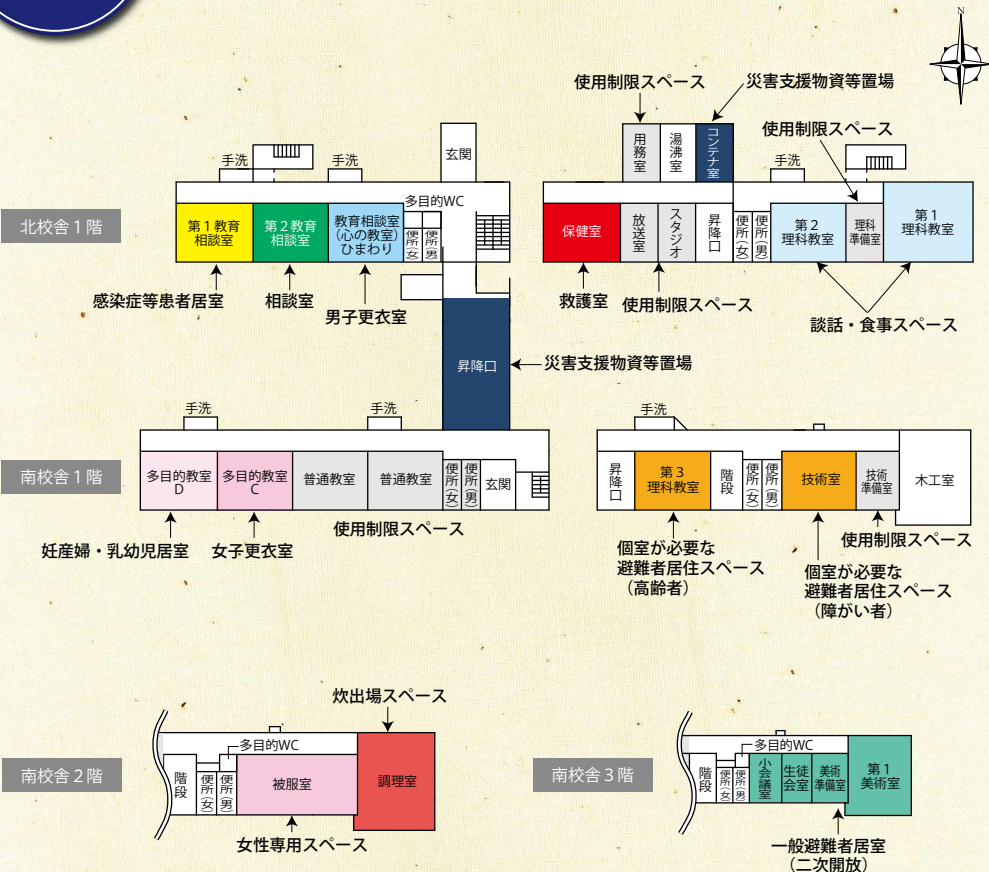 N
使用制限スペース
災害支援物資等置場
使用制限スペース
用務室
湯沸室
コンテナ室
手洗
手洗
玄関
手洗
北校舎1階
第1教育
相談室
第2教育
相談室
教育相談室
(心の教室)
ひまわり
多目的WC
便所(女)
便所(男)
保健室
放送室
スタジオ
昇降口
便所(女)
便所(男)
第2
理科教室
理科
準備室
第1
理科教室
感染症等患者居室
相談室
男子更衣室
救護室
使用制限スペース
談話・食事スペース
昇降口
災害支援物資等置場
手洗
手洗
手洗
南校舎1階
多目的教室
D
多目的教室
C
普通教室
普通教室
便所(女)
便所(男)
玄関
昇降口
第3
理科教室
階段
便所(女)
便所(男)
技術室
技術
準備室
木工室
妊産婦・乳幼児居室
女子更衣室
使用制限スペース
個室が必要な
避難者居住スペース
(高齢者)
使用制限スペース
個室が必要な
避難者居住スペース
(障がい者)
炊出場スペース
南校舎2階
多目的WC
階段
便所(女)
便所(男)
被服室
調理室
女性専用スペース
南校舎3階
多目的WC
階段
便所(女)
便所(男)
小会議室
生徒
会室
美術
準備室
第1
美術室
一般避難者居室
(二次開放)